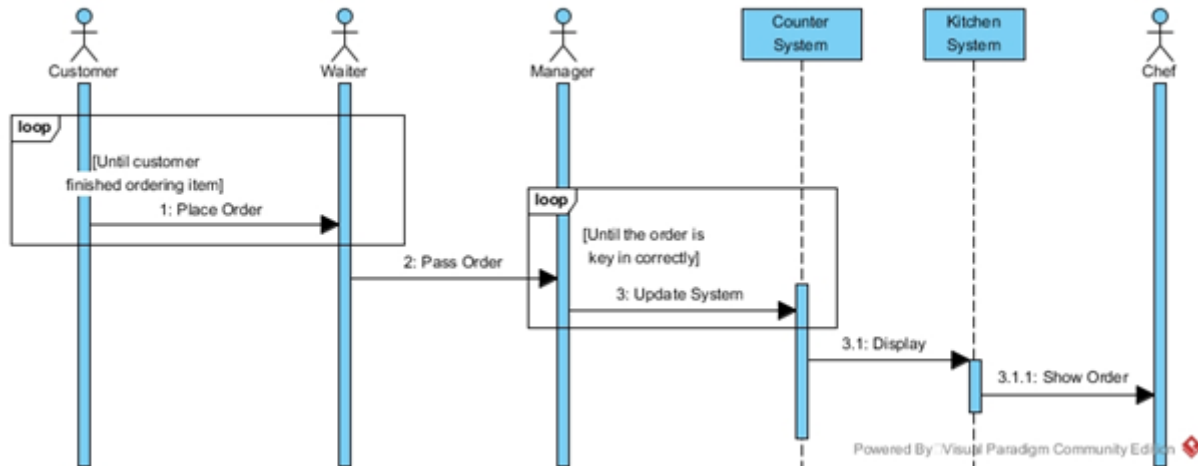 Counter
System
Kitchen
System
Customer
Waiter
Manager
Chef
loop
[Until customer
finished ordering item]
1: Place Order
loop
[Until the order is
key in correctly]
2: Pass Order
3: Update System
3.1: Display
3.1.1: Show Order
Powered By Visual Paradigm Community Edition